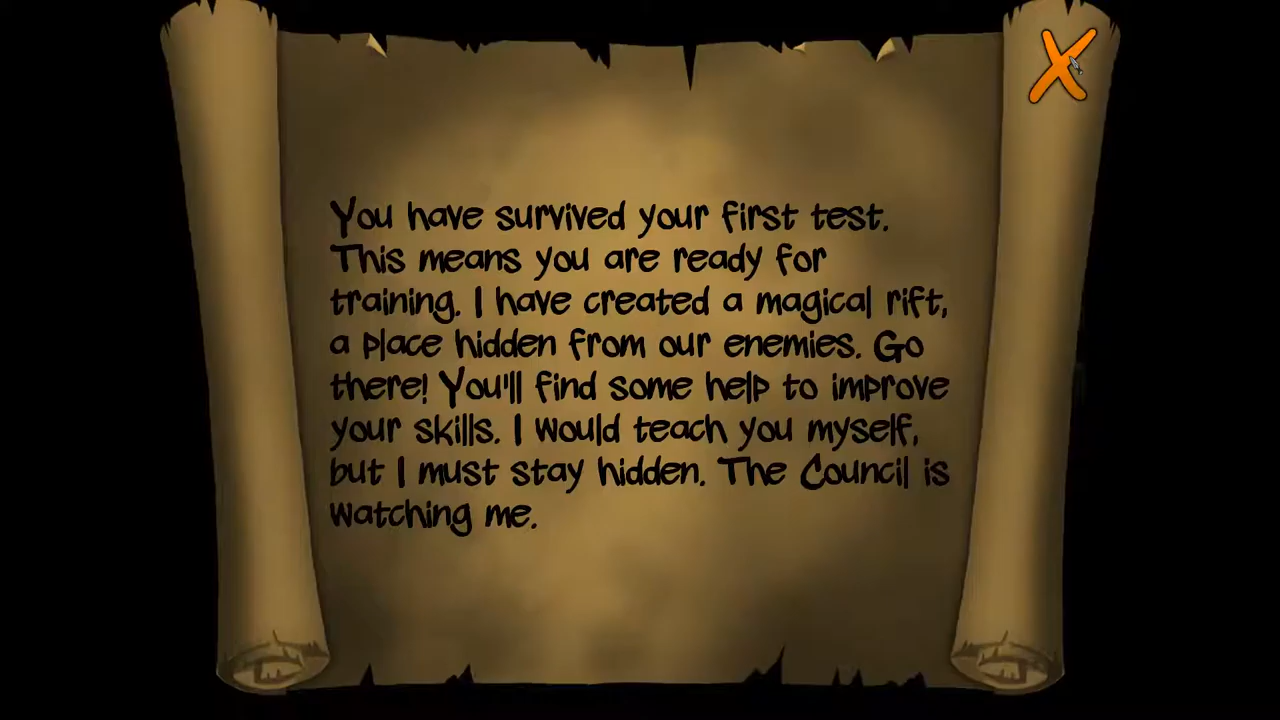 You have survived your first test.
This means you are ready for
training. I have created a magical rift,
a place hidden from our enemies. Go
there! You'll find some help to improve
your skills. I would teach you myself,
but I must stay hidden. The Council is
watching me.